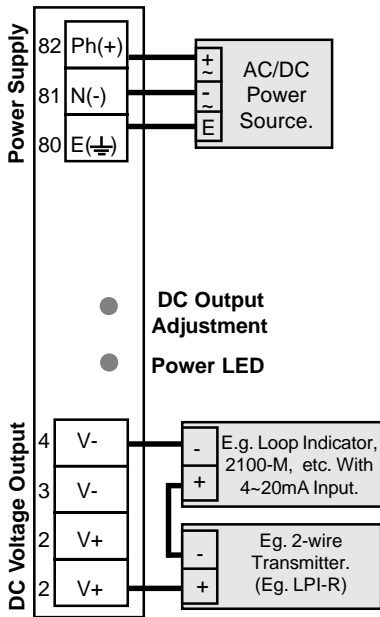 Power Supply
82 Ph(+)
81 N(-)
80 E(⏚)
+
~
-
~
E
AC/DC
Power
Source.
DC Output
Adjustment
Power LED
DC Voltage Output
4 V-
3 V-
2 V+
2 V+
-
+
E.g. Loop Indicator,
2100-M, etc. With
4~20mA Input.
-
+
Eg. 2-wire
Transmitter.
(Eg. LPI-R)